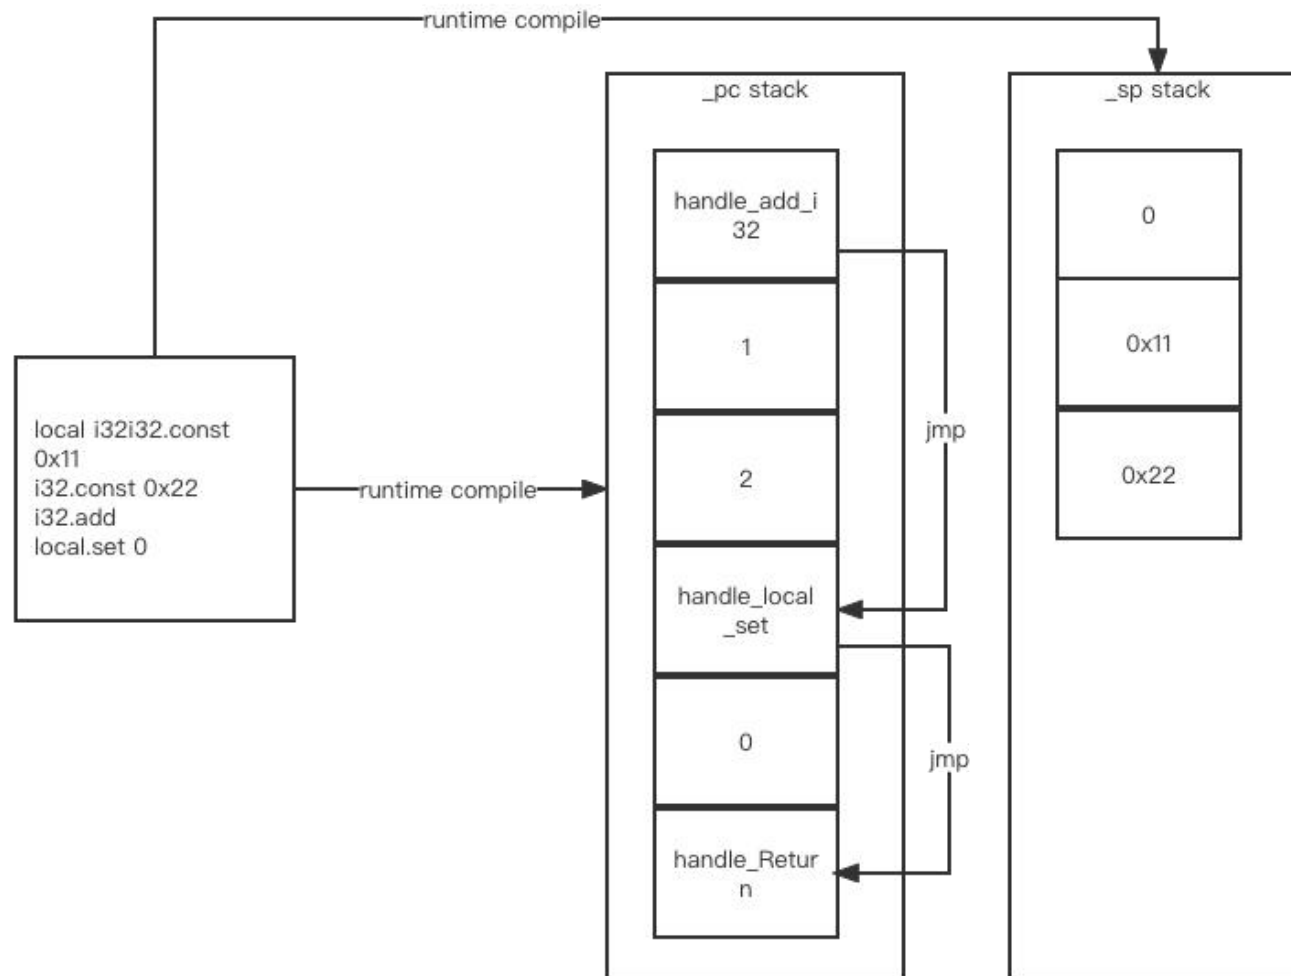 runtime compile
_pc stack
_sp stack
handle_add_i
32
0
1
0x11
jmp
local i32i32.const
0x11
i32.const 0x22
i32.add
local.set 0
runtime compile
2
0x22
handle_local
_set
0
jmp
handle_Retur
n